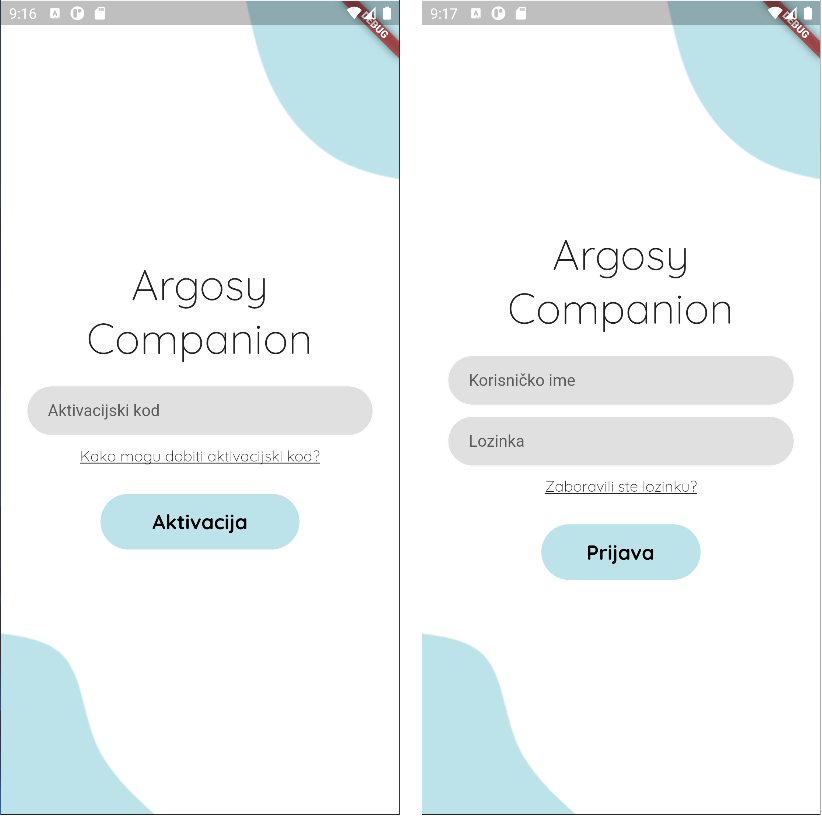 9:16
DEBUG
Argosy
Companion
Aktivacijski kod
Kako mogu dobiti aktivacijski kod?
Aktivacija
9:17
DEBUG
Argosy
Companion
Korisničko ime
Lozinka
Zaboravili ste lozinku?
Prijava